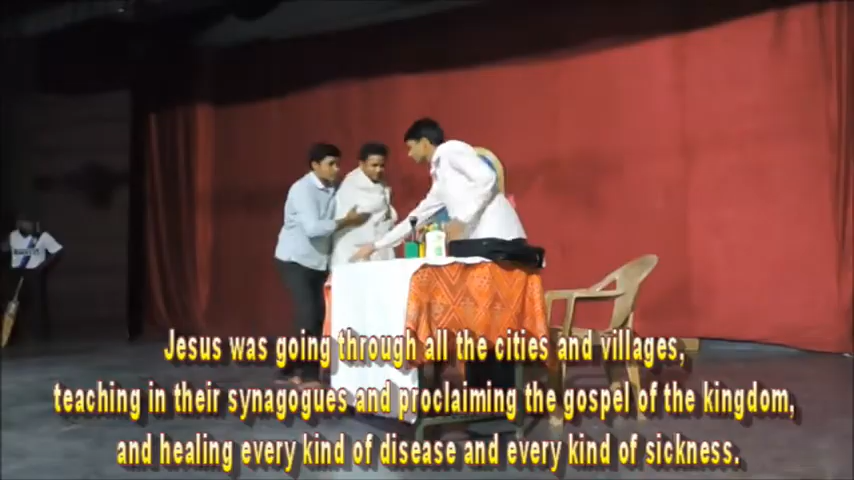 Jesus was going through all the cities and villages,
teaching in their synagogues and proclaiming the gospel of the kingdom,
and healing every kind of disease and every kind of sickness.